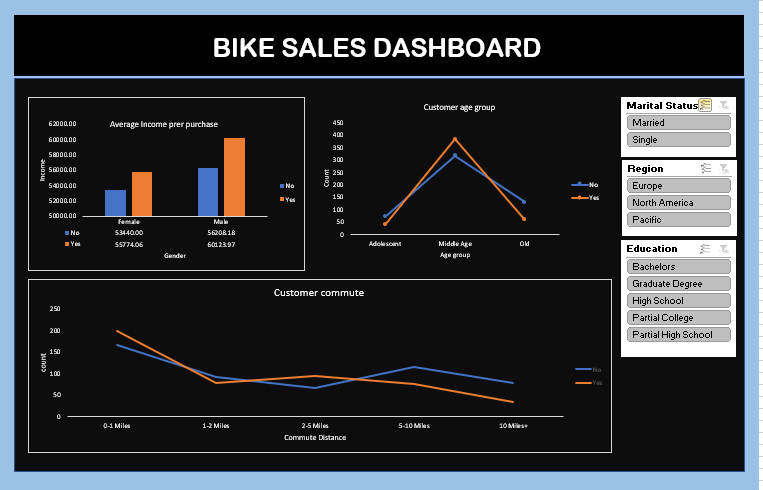 BIKE SALES DASHBOARD
Average Income prer purchase
62000.00
60000.00
58000.00
56000.00
54000.00
52000.00
50000.00
Income
Female
Male
No
53440.00
56208.18
Yes
55774.06
60123.97
Gender
No
Yes
Customer age group
450
400
350
300
250
200
150
100
50
0
Count
Adolescent
Middle Age
Old
Age group
No
Yes
Marital Status
Married
Single
Region
Europe
North America
Pacific
Education
Bachelors
Graduate Degree
High School
Partial College
Partial High School
Customer commute
250
200
150
100
50
0
count
0-1 Miles
1-2 Miles
2-5 Miles
5-10 Miles
10 Miles+
Commute Distance
No
Yes